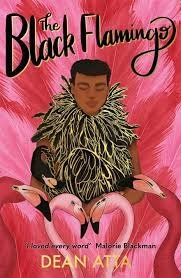 the
Black Flamingo
'I loved every word' Malorie Blackman
DEAN ATTA